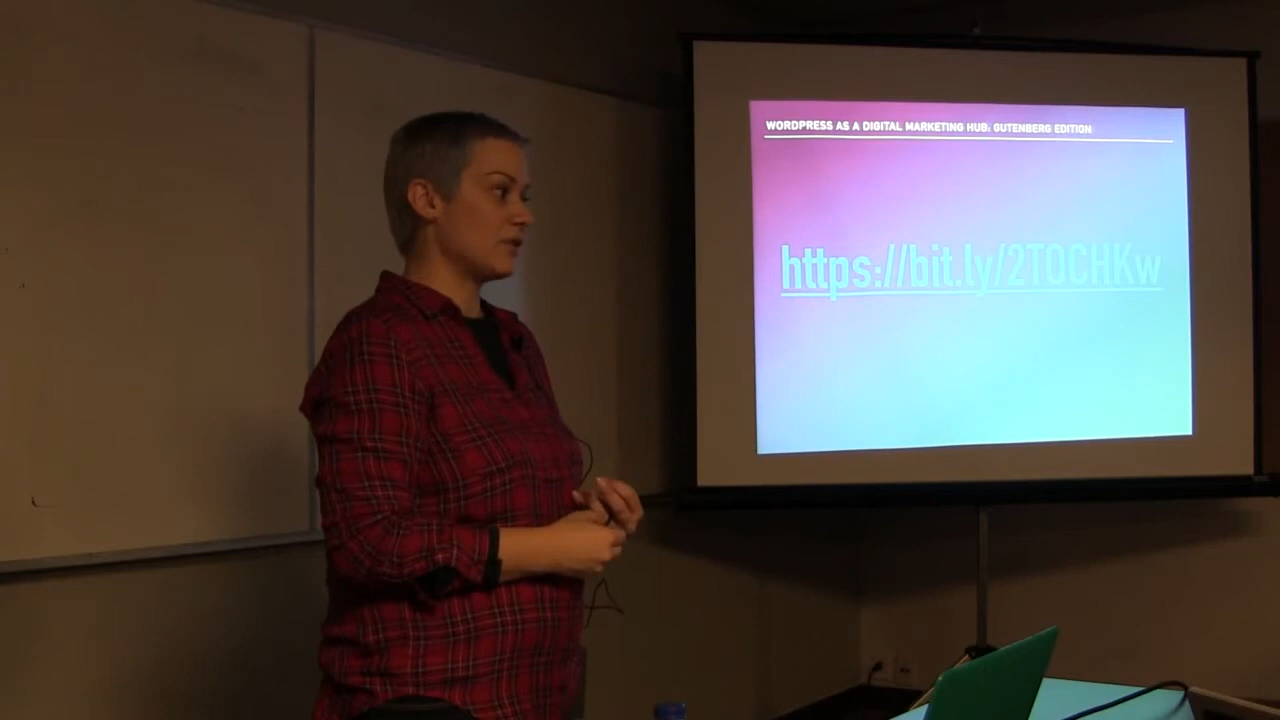 WORDPRESS AS A DIGITAL MARKETING HUB: GUTENBERG EDITION
https://bit.ly/2TOCHKw